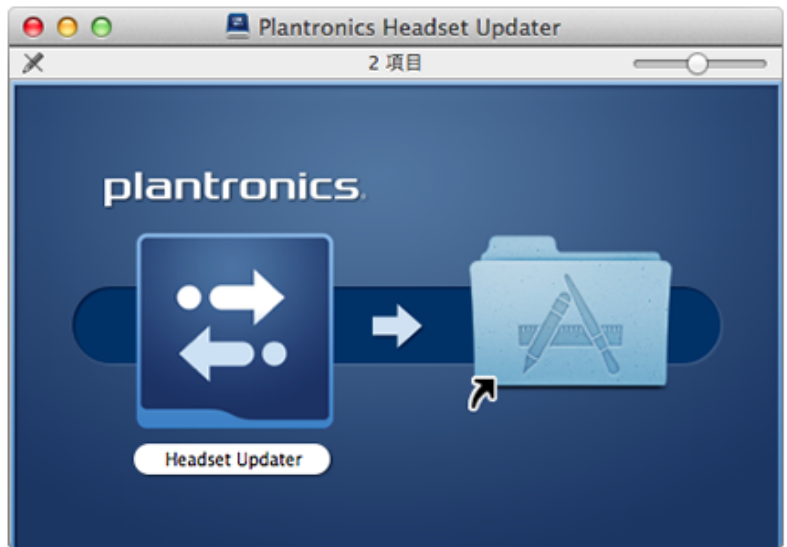 Plantronics Headset Updater
2 項目
plantronics®
Headset Updater